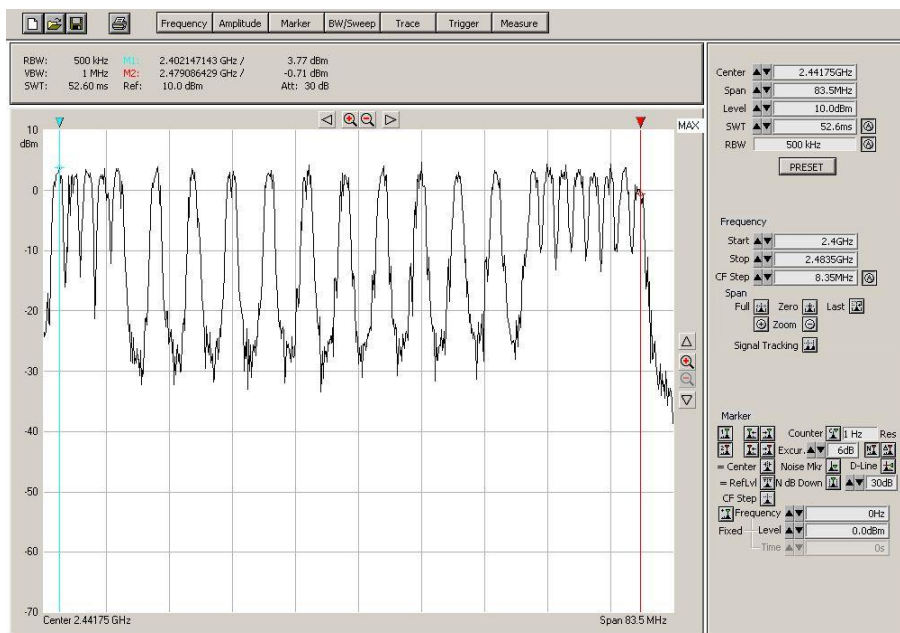 Frequency Amplitude Marker BW/Sweep Trace Trigger Measure
RBW: 500 kHz M1: 2.402147143 GHz / 3.77 dBm
VBW: 1 MHz M2: 2.479086429 GHz / -0.71 dBm
SWT: 52.60 ms Ref: 10.0 dBm Att: 30 dB
MAX
10
dBm
0
-10
-20
-30
-40
-50
-60
-70
Center 2.44175 GHz Span 83.5 MHz
Center 2.44175GHz
Span 83.5MHz
Level 10.0dBm
SWT 52.6ms
RBW 500 kHz
PRESET
Frequency
Start 2.4GHz
Stop 2.4835GHz
CF Step 8.35MHz
Span
Full Zero Last
Zoom
Signal Tracking
Marker
Counter 1 Hz Res
Excur. 6dB
= Center Noise Mkr D-Line
= RefLvl N dB Down 30dB
CF Step
Frequency 0Hz
Fixed Level 0.0dBm
Time 0s